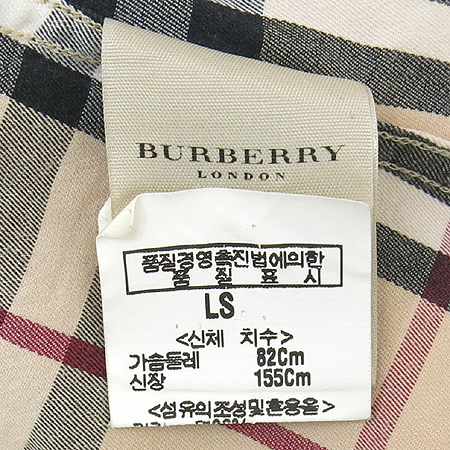 BURBERRY
LONDON
품질경영촉진법에의한
품 질 표 시
LS
<신체 치수>
가슴둘레 82Cm
신장 155Cm
<섬유의조성및혼용율>